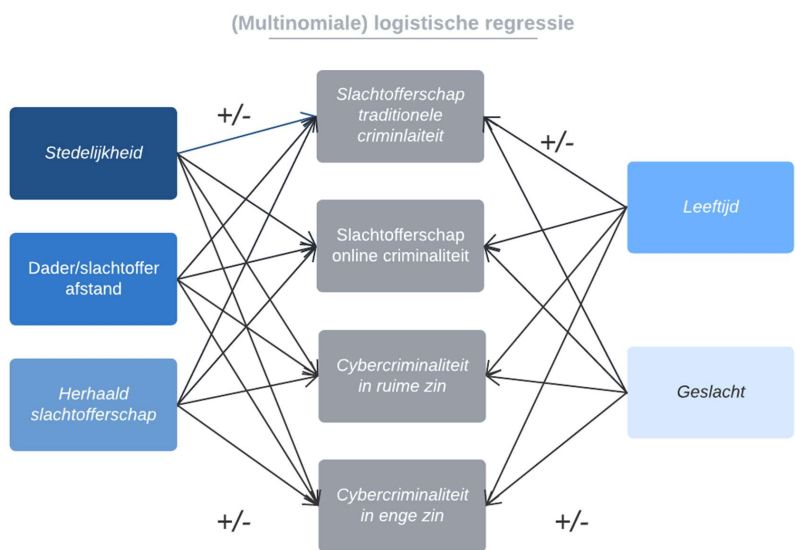 (Multinomiale) logistische regressie
Stedelijkheid
Dader/slachtoffer
afstand
Herhaald
slachtofferschap
+/-
+/-
Slachtofferschap
traditionele
criminlaiteit
Slachtofferschap
online criminaliteit
Cybercriminaliteit
in ruime zin
Cybercriminaliteit
in enge zin
+/-
+/-
Leeftijd
Geslacht